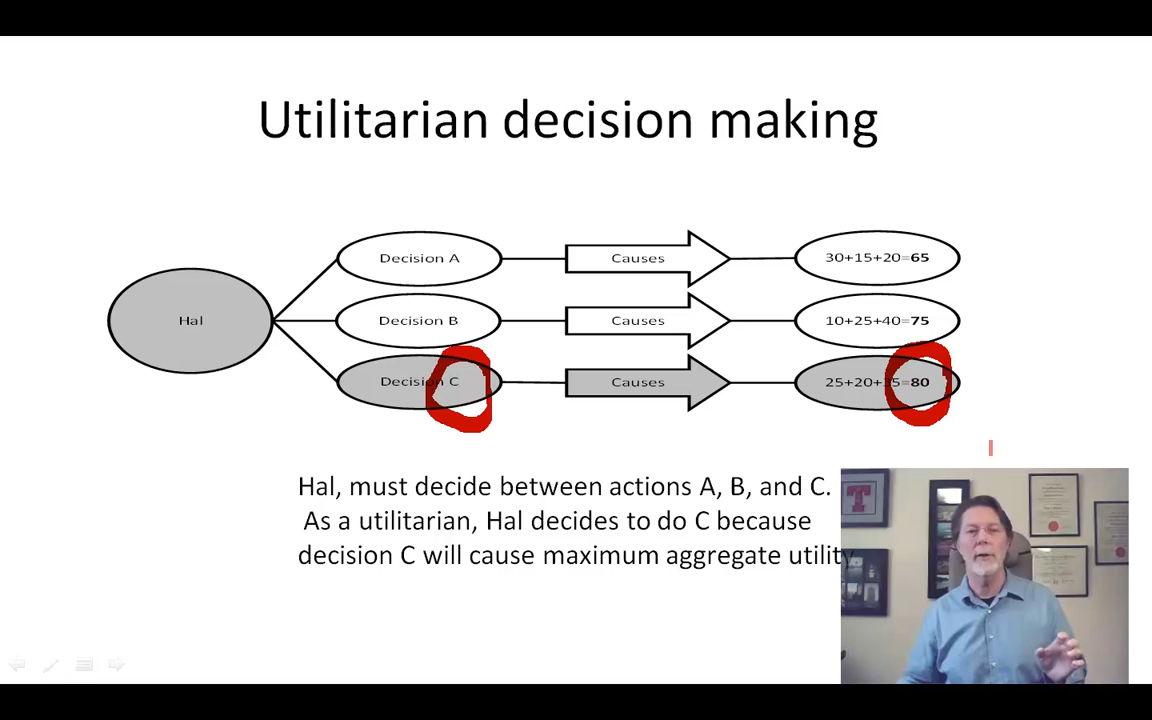 Utilitarian decision making
Hal
Decision A
Causes
30+15+20=65
Decision B
Causes
10+25+40=75
Decision C
Causes
25+20+35=80
Hal, must decide between actions A, B, and C.
As a utilitarian, Hal decides to do C because
decision C will cause maximum aggregate utility
T